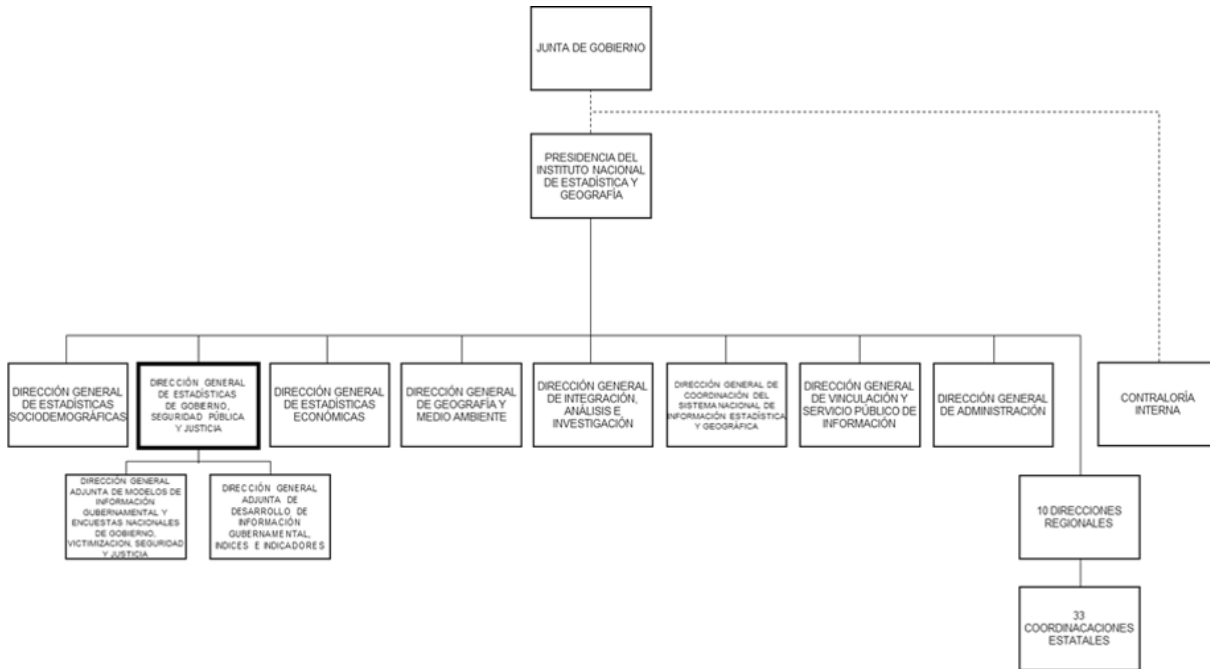 JUNTA DE GOBIERNO
PRESIDENCIA DEL
INSTITUTO NACIONAL
DE ESTADÍSTICA Y
GEOGRAFÍA
DIRECCIÓN GENERAL
DE ESTADÍSTICAS
SOCIODEMOGRÁFICAS
DIRECCIÓN GENERAL
DE ESTADÍSTICAS
DE GOBIERNO,
SEGURIDAD PÚBLICA
Y JUSTICIA
DIRECCIÓN GENERAL
DE ESTADÍSTICAS
ECONÓMICAS
DIRECCIÓN GENERAL
DE GEOGRAFÍA Y
MEDIO AMBIENTE
DIRECCIÓN GENERAL
DE INTEGRACIÓN,
ANÁLISIS E
INVESTIGACIÓN
DIRECCIÓN GENERAL DE
COORDINACIÓN DEL
SISTEMA NACIONAL DE
INFORMACIÓN ESTADÍSTICA
Y GEOGRÁFICA
DIRECCIÓN GENERAL
DE VINCULACIÓN Y
SERVICIO PÚBLICO DE
INFORMACIÓN
DIRECCIÓN GENERAL
DE ADMINISTRACIÓN
CONTRALORÍA
INTERNA
DIRECCIÓN GENERAL
ADJUNTA DE MODELOS DE
INFORMACIÓN
GUBERNAMENTAL Y
ENCUESTAS NACIONALES
DE GOBIERNO,
VICTIMIZACION, SEGURIDAD
Y JUSTICIA
DIRECCIÓN GENERAL
ADJUNTA DE
DESARROLLO DE
INFORMACIÓN
GUBERNAMENTAL,
INDICES E INDICADORES
10 DIRECCIONES
REGIONALES
33
COORDINACACIONES
ESTATALES